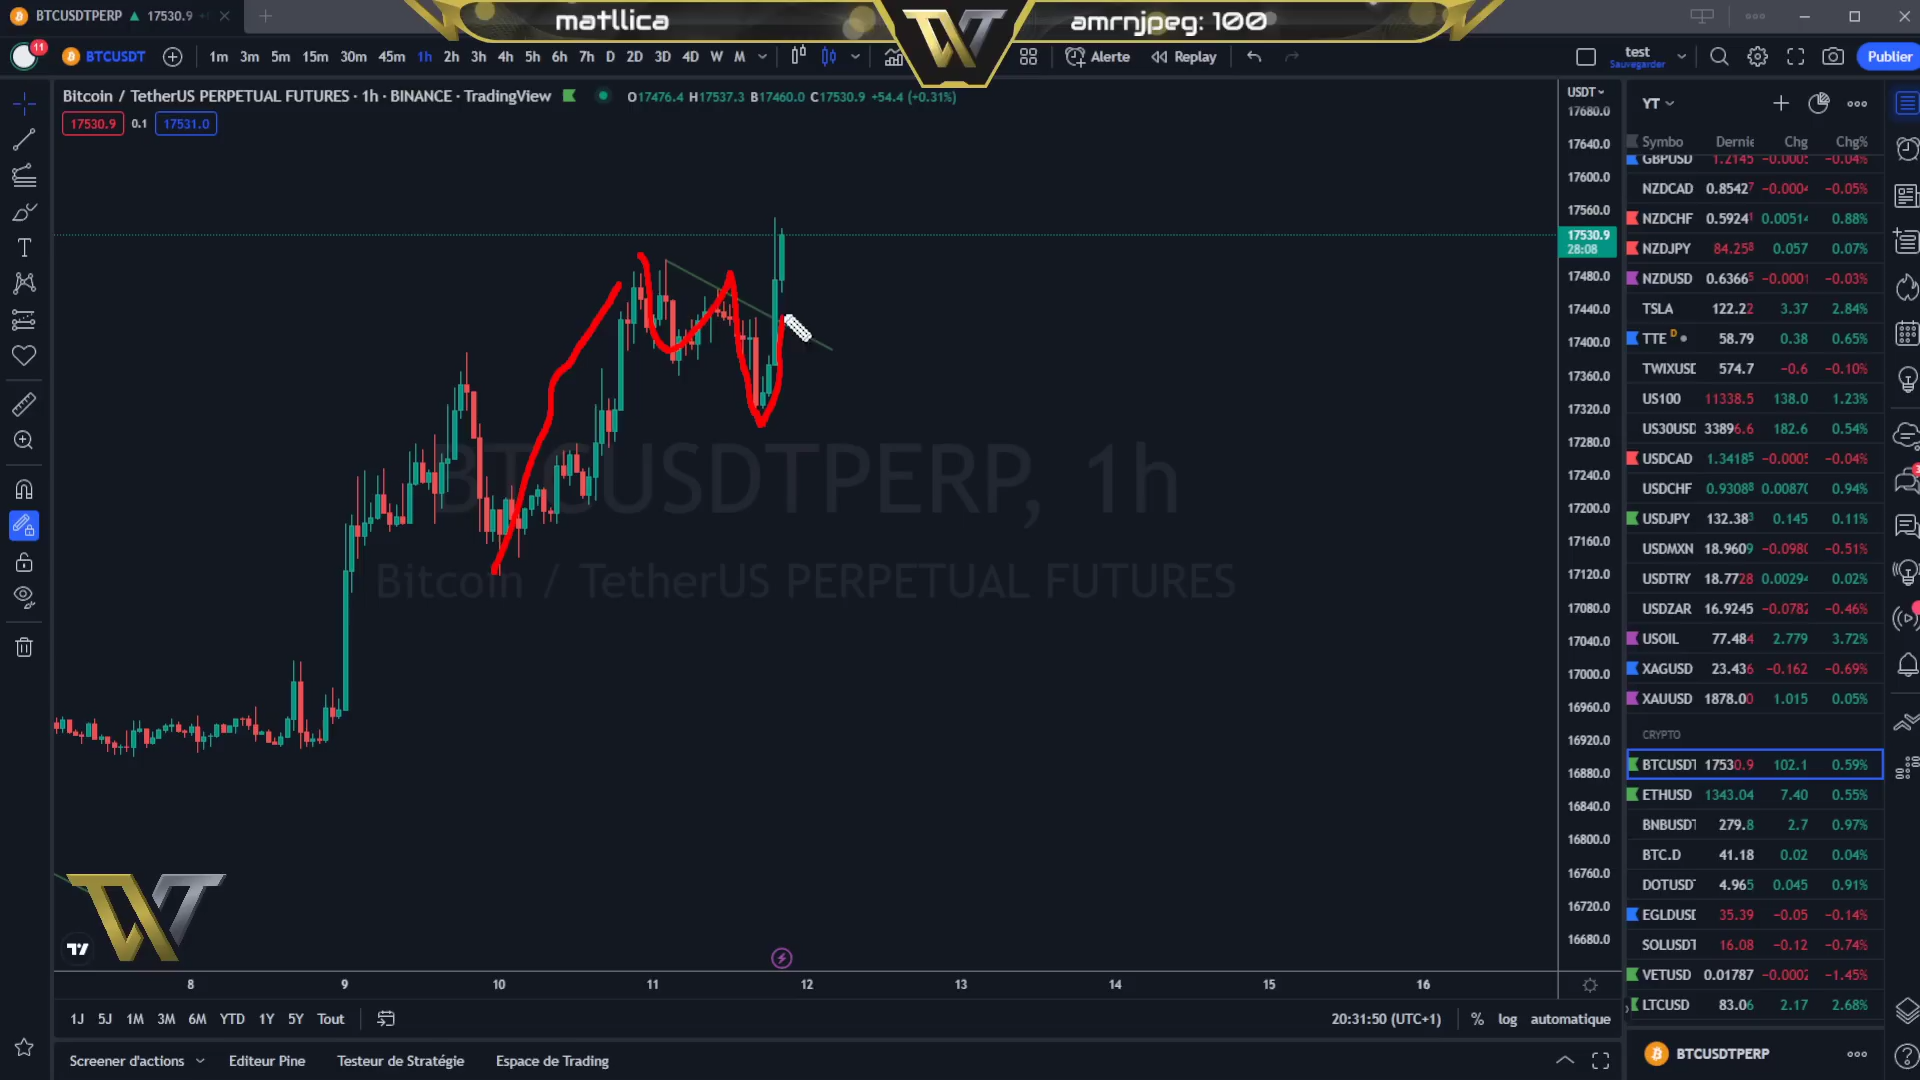 BTCUSDTPERP ▲ 17530.9
matllica
amrnjpeg: 100
11
BTCUSDT
1m 3m 5m 15m 30m 45m 1h 2h 3h 4h 5h 6h 7h D 2D 3D 4D W M
Alerte
Replay
test
Sauvegarder
Publier
Bitcoin / TetherUS PERPETUAL FUTURES · 1h · BINANCE · TradingView
O17476.4 H17537.3 B17460.0 C17530.9 +54.4 (+0.31%)
17530.9 0.1 17531.0
BTCUSDTPERP, 1h
Bitcoin / TetherUS PERPETUAL FUTURES
USDT
17680.0
17640.0
17600.0
17560.0
17530.9
28:08
17480.0
17440.0
17400.0
17360.0
17320.0
17280.0
17240.0
17200.0
17160.0
17120.0
17080.0
17040.0
17000.0
16960.0
16920.0
16880.0
16840.0
16800.0
16760.0
16720.0
16680.0
8 9 10 11 12 13 14 15 16
1J 5J 1M 3M 6M YTD 1Y 5Y Tout
20:31:50 (UTC+1) % log automatique
Screener d'actions Editeur Pine Testeur de Stratégie Espace de Trading
YT
Symbo Dernie Chg Chg%
GBPUSD 1.2145 −0.0005 −0.04%
NZDCAD 0.85427 −0.0004 −0.05%
NZDCHF 0.59241 0.00514 0.88%
NZDJPY 84.258 0.057 0.07%
NZDUSD 0.63665 −0.0001 −0.03%
TSLA 122.22 3.37 2.84%
TTE D 58.79 0.38 0.65%
TWIXUSD 574.7 −0.6 −0.10%
US100 11338.5 138.0 1.23%
US30USD 33896.6 182.6 0.54%
USDCAD 1.34185 −0.0005 −0.04%
USDCHF 0.93088 0.00870 0.94%
USDJPY 132.383 0.145 0.11%
USDMXN 18.9609 −0.0980 −0.51%
USDTRY 18.7728 0.00294 0.02%
USDZAR 16.9245 −0.0782 −0.46%
USOIL 77.484 2.779 3.72%
XAGUSD 23.436 −0.162 −0.69%
XAUUSD 1878.00 1.015 0.05%
CRYPTO
BTCUSDT 17530.9 102.1 0.59%
ETHUSD 1343.04 7.40 0.55%
BNBUSDT 279.8 2.7 0.97%
BTC.D 41.18 0.02 0.04%
DOTUSDT 4.965 0.045 0.91%
EGLDUSD 35.39 −0.05 −0.14%
SOLUSDT 16.08 −0.12 −0.74%
VETUSD 0.01787 −0.0002 −1.45%
LTCUSD 83.06 2.17 2.68%
BTCUSDTPERP